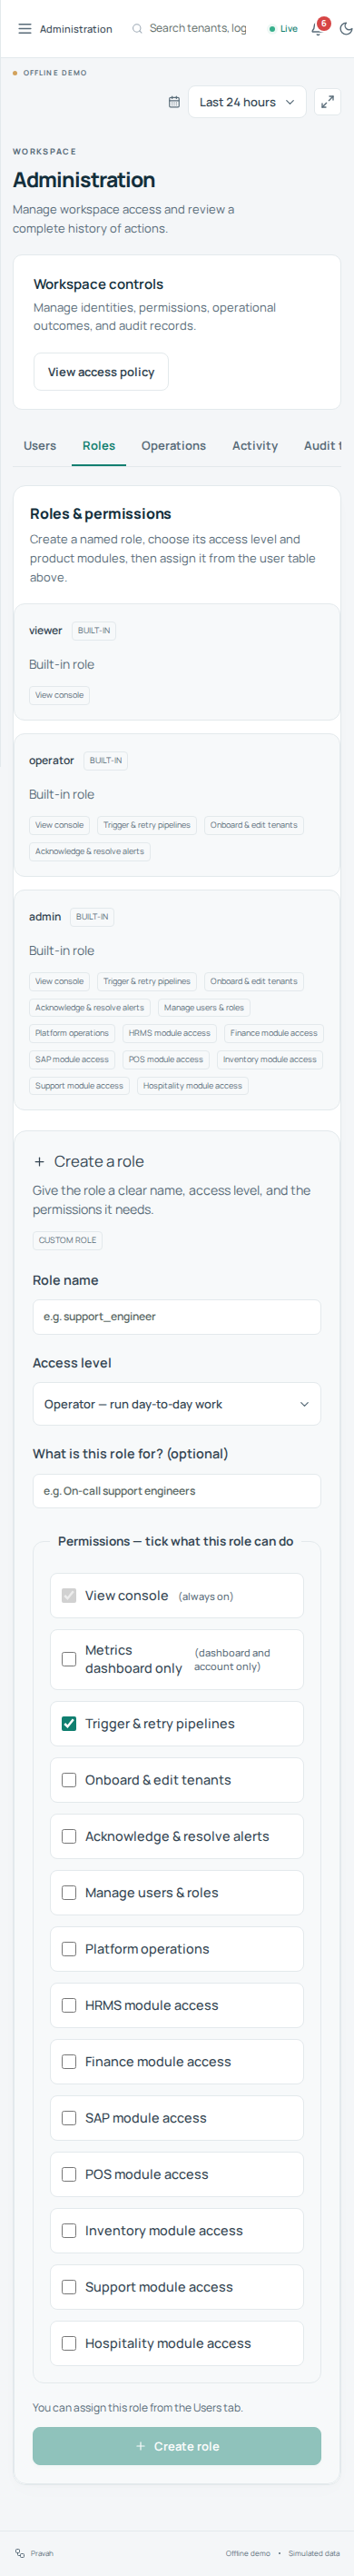 Administration
Search tenants, log
Live
6
OFFLINE DEMO
Last 24 hours
WORKSPACE
Administration
Manage workspace access and review a
complete history of actions.
Workspace controls
Manage identities, permissions, operational
outcomes, and audit records.
View access policy
Users Roles Operations Activity Audit t
Roles & permissions
Create a named role, choose its access level and
product modules, then assign it from the user table
above.
viewer BUILT-IN
Built-in role
View console
operator BUILT-IN
Built-in role
View console Trigger & retry pipelines Onboard & edit tenants
Acknowledge & resolve alerts
admin BUILT-IN
Built-in role
View console Trigger & retry pipelines Onboard & edit tenants
Acknowledge & resolve alerts Manage users & roles
Platform operations HRMS module access Finance module access
SAP module access POS module access Inventory module access
Support module access Hospitality module access
+ Create a role
Give the role a clear name, access level, and the
permissions it needs.
CUSTOM ROLE
Role name
e.g. support_engineer
Access level
Operator — run day-to-day work
What is this role for? (optional)
e.g. On-call support engineers
Permissions — tick what this role can do
View console (always on)
Metrics
dashboard only
(dashboard and
account only)
Trigger & retry pipelines
Onboard & edit tenants
Acknowledge & resolve alerts
Manage users & roles
Platform operations
HRMS module access
Finance module access
SAP module access
POS module access
Inventory module access
Support module access
Hospitality module access
You can assign this role from the Users tab.
+ Create role
Pravah
Offline demo • Simulated data